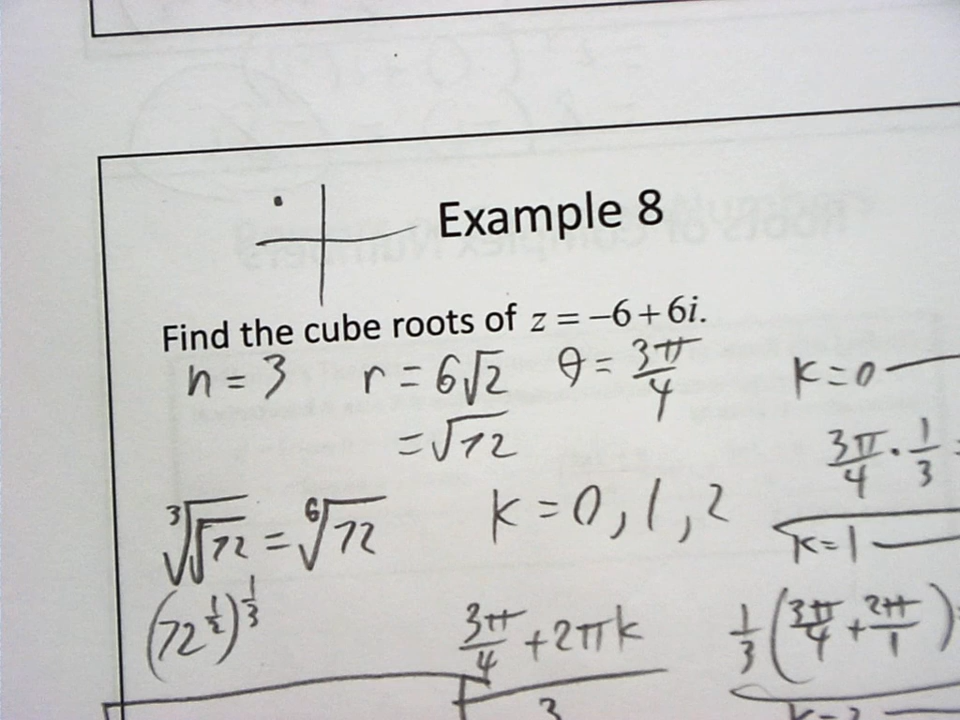 Example 8
Find the cube roots of z = −6 + 6i.
n = 3   r = 6√2   θ = 3π/4   k = 0
= √72
3π/4 · 1/3 =
∛√72 = ⁶√72   k = 0, 1, 2
k = 1
(72^(1/2))^(1/3)
(3π/4 + 2πk)/3   1/3 (3π/4 + 2π/1) =